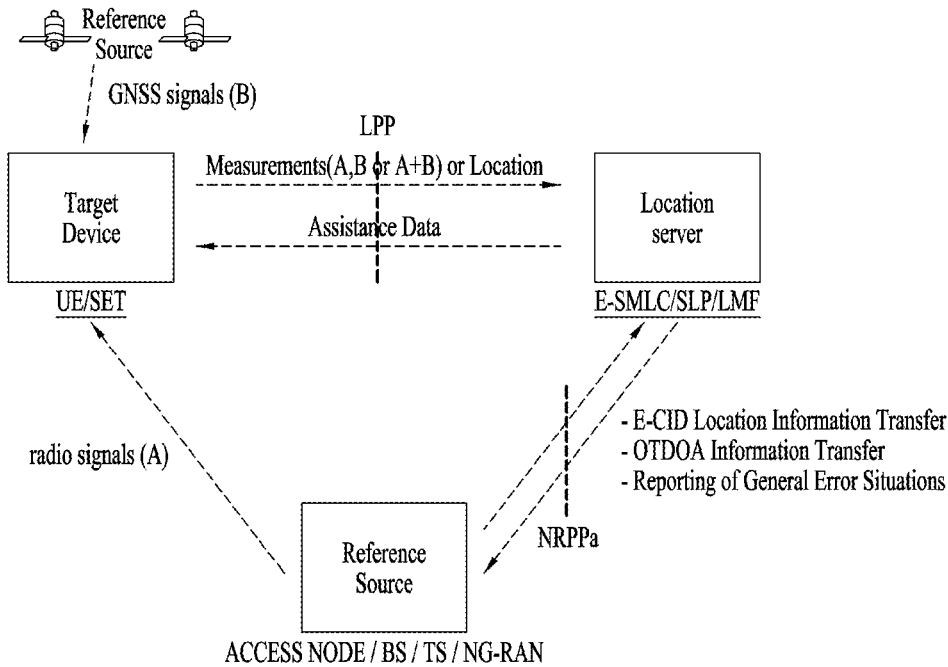 Reference
Source
GNSS signals (B)
LPP
Measurements(A,B or A+B) or Location
Assistance Data
Target
Device
UE/SET
Location
server
E-SMLC/SLP/LMF
radio signals (A)
- E-CID Location Information Transfer
- OTDOA Information Transfer
- Reporting of General Error Situations
NRPPa
Reference
Source
ACCESS NODE / BS / TS / NG-RAN